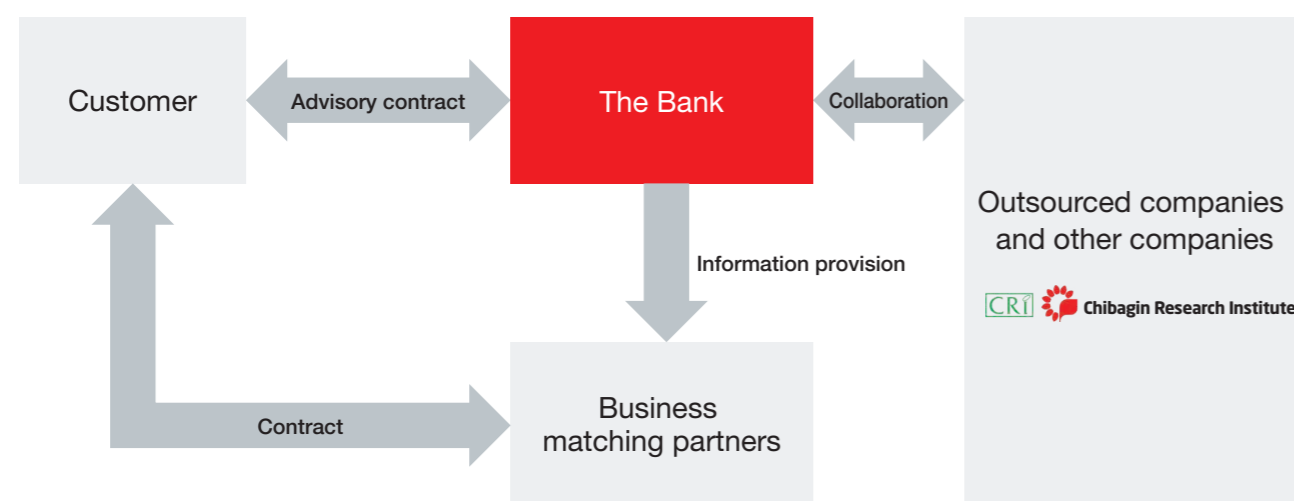 Customer
Advisory contract
The Bank
Collaboration
Outsourced companies
and other companies
CRI Chibagin Research Institute
Information provision
Business
matching partners
Contract